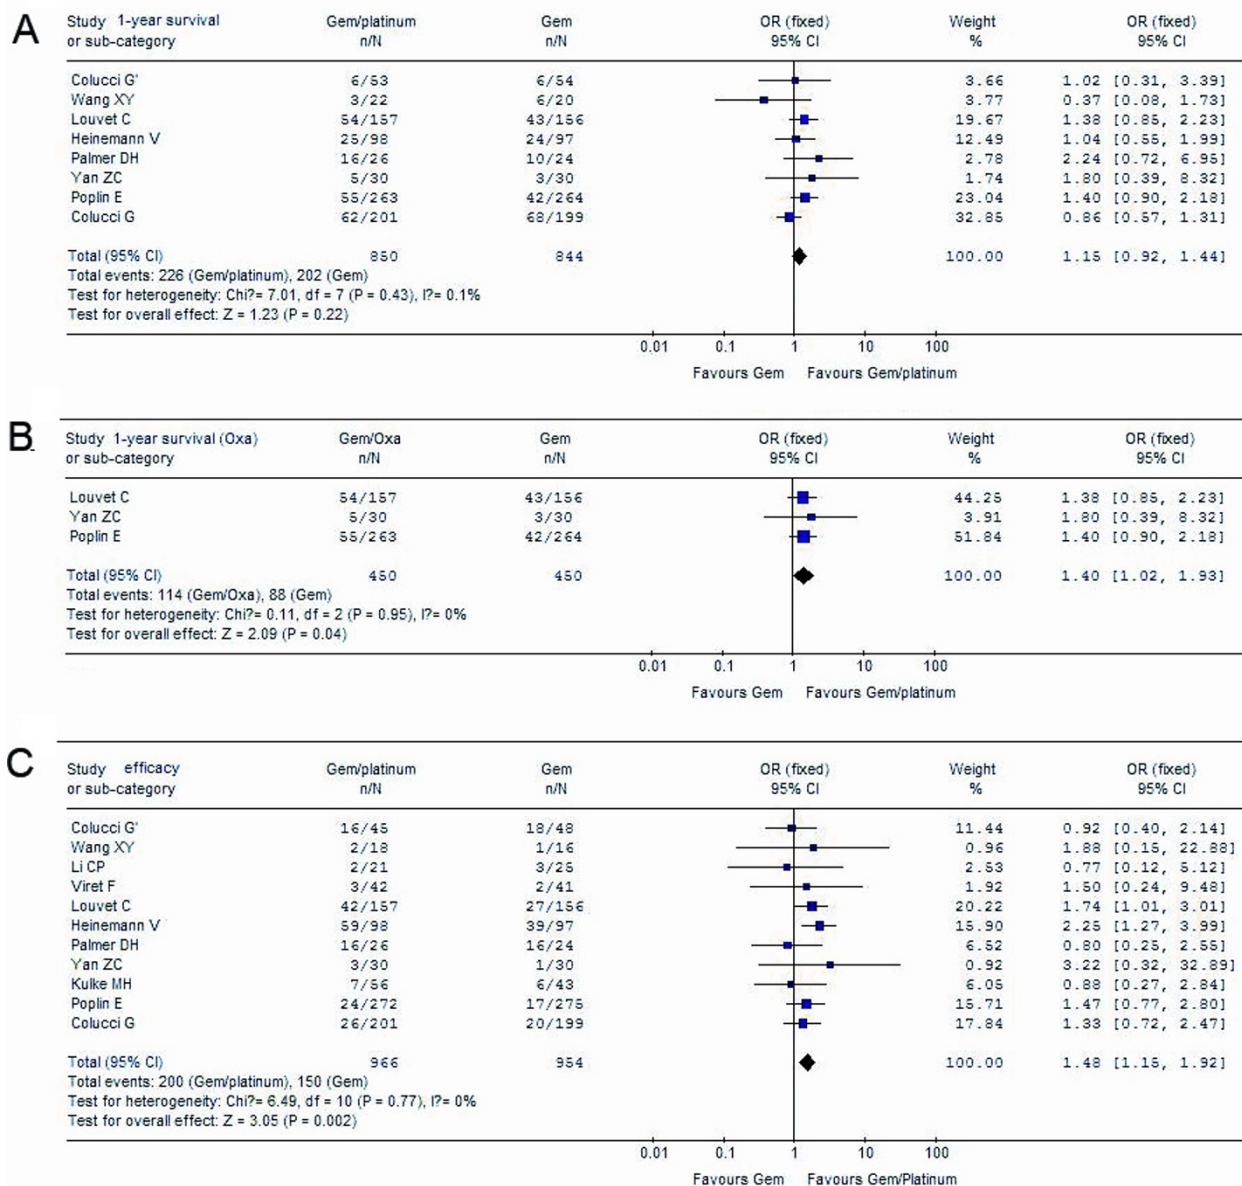 A
Study 1-year survival Gem/platinum Gem OR (fixed) Weight OR (fixed)
or sub-category n/N n/N 95% CI % 95% CI
Colucci G' 6/53 6/54 3.66 1.02 [0.31, 3.39]
Wang XY 3/22 6/20 3.77 0.37 [0.08, 1.73]
Louvet C 54/157 43/156 19.67 1.38 [0.85, 2.23]
Heinemann V 25/98 24/97 12.49 1.04 [0.55, 1.99]
Palmer DH 16/26 10/24 2.78 2.24 [0.72, 6.95]
Yan ZC 5/30 3/30 1.74 1.80 [0.39, 8.32]
Poplin E 55/263 42/264 23.04 1.40 [0.90, 2.18]
Colucci G 62/201 68/199 32.85 0.86 [0.57, 1.31]
Total (95% CI) 850 844 100.00 1.15 [0.92, 1.44]
Total events: 226 (Gem/platinum), 202 (Gem)
Test for heterogeneity: Chi?= 7.01, df = 7 (P = 0.43), I?= 0.1%
Test for overall effect: Z = 1.23 (P = 0.22)
0.01 0.1 1 10 100
Favours Gem Favours Gem/platinum
B
Study 1-year survival (Oxa) Gem/Oxa Gem OR (fixed) Weight OR (fixed)
or sub-category n/N n/N 95% CI % 95% CI
Louvet C 54/157 43/156 44.25 1.38 [0.85, 2.23]
Yan ZC 5/30 3/30 3.91 1.80 [0.39, 8.32]
Poplin E 55/263 42/264 51.84 1.40 [0.90, 2.18]
Total (95% CI) 450 450 100.00 1.40 [1.02, 1.93]
Total events: 114 (Gem/Oxa), 88 (Gem)
Test for heterogeneity: Chi?= 0.11, df = 2 (P = 0.95), I?= 0%
Test for overall effect: Z = 2.09 (P = 0.04)
0.01 0.1 1 10 100
Favours Gem Favours Gem/platinum
C
Study efficacy Gem/platinum Gem OR (fixed) Weight OR (fixed)
or sub-category n/N n/N 95% CI % 95% CI
Colucci G' 16/45 18/48 11.44 0.92 [0.40, 2.14]
Wang XY 2/18 1/16 0.96 1.88 [0.15, 22.88]
Li CP 2/21 3/25 2.53 0.77 [0.12, 5.12]
Viret F 3/42 2/41 1.92 1.50 [0.24, 9.48]
Louvet C 42/157 27/156 20.22 1.74 [1.01, 3.01]
Heinemann V 59/98 39/97 15.90 2.25 [1.27, 3.99]
Palmer DH 16/26 16/24 6.52 0.80 [0.25, 2.55]
Yan ZC 3/30 1/30 0.92 3.22 [0.32, 32.89]
Kulke MH 7/56 6/43 6.05 0.88 [0.27, 2.84]
Poplin E 24/272 17/275 15.71 1.47 [0.77, 2.80]
Colucci G 26/201 20/199 17.84 1.33 [0.72, 2.47]
Total (95% CI) 966 954 100.00 1.48 [1.15, 1.92]
Total events: 200 (Gem/platinum), 150 (Gem)
Test for heterogeneity: Chi?= 6.49, df = 10 (P = 0.77), I?= 0%
Test for overall effect: Z = 3.05 (P = 0.002)
0.01 0.1 1 10 100
Favours Gem Favours Gem/Platinum